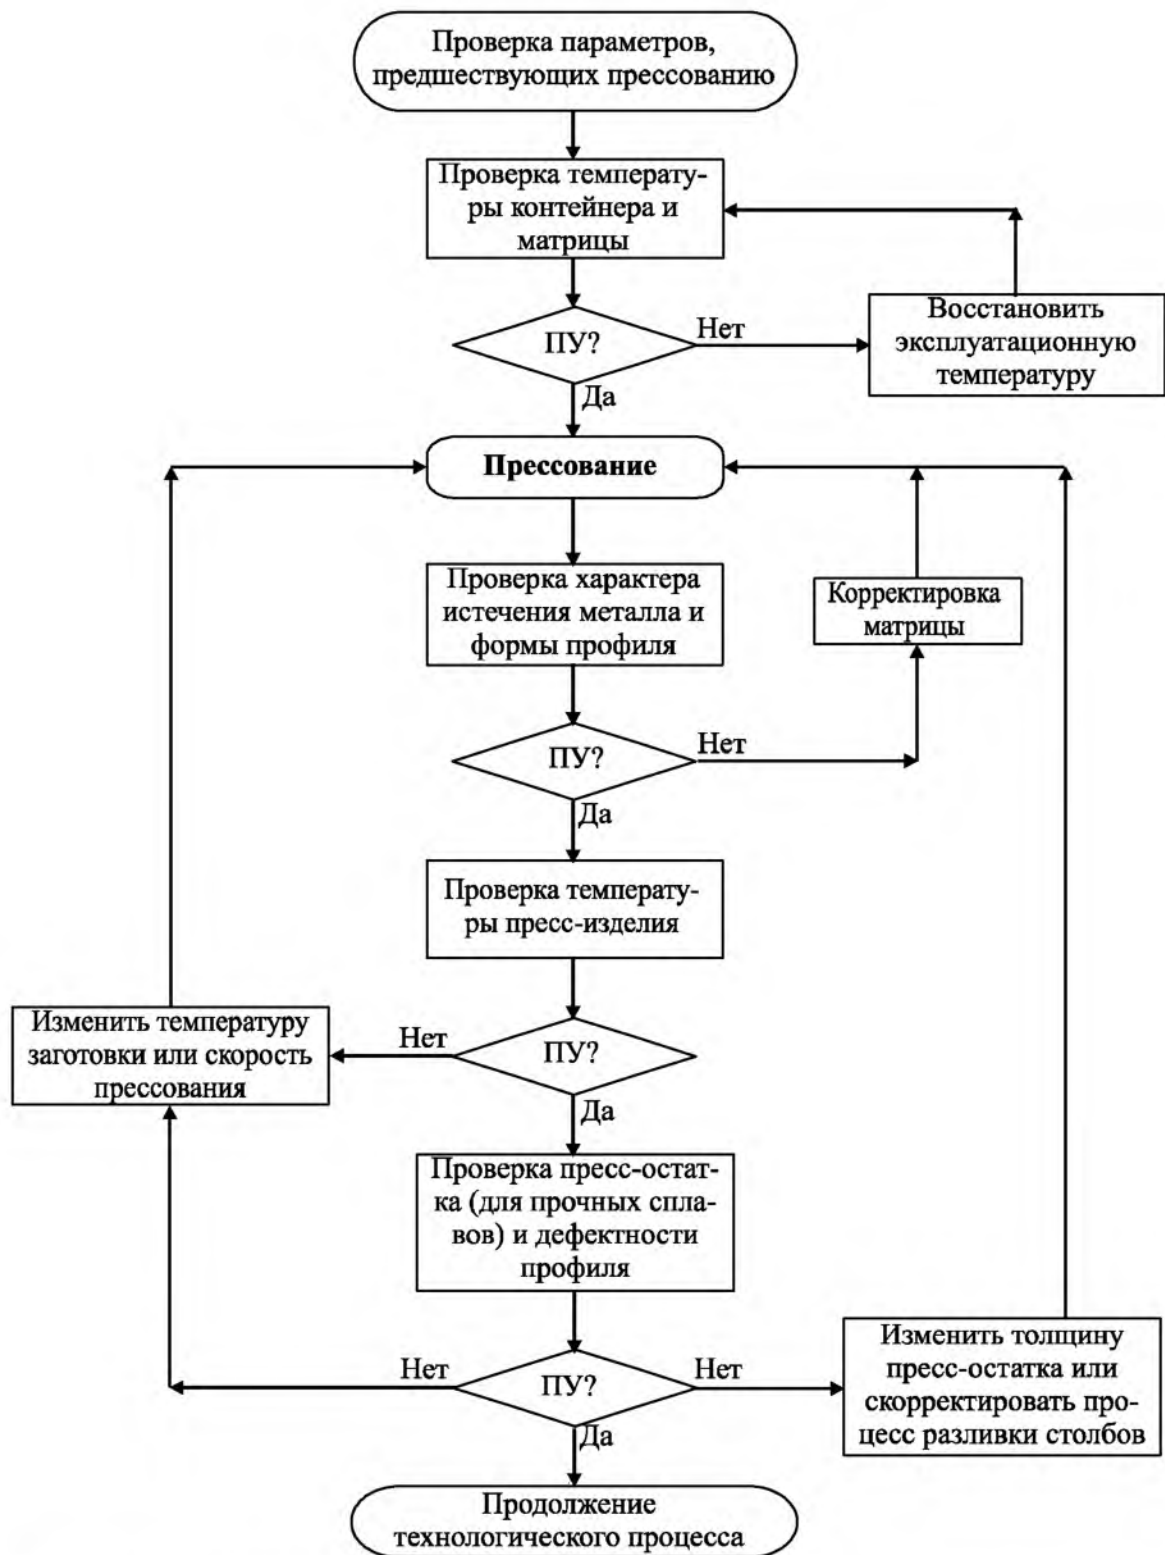 Проверка параметров,
предшествующих прессованию
Проверка температу-
ры контейнера и
матрицы
ПУ?
Нет
Восстановить
эксплуатационную
температуру
Да
Прессование
Проверка характера
истечения металла и
формы профиля
Корректировка
матрицы
ПУ?
Нет
Да
Проверка температу-
ры пресс-изделия
Изменить температуру
заготовки или скорость
прессования
Нет
ПУ?
Да
Проверка пресс-остат-
ка (для прочных спла-
вов) и дефектности
профиля
Нет
ПУ?
Нет
Изменить толщину
пресс-остатка или
скорректировать про-
цесс разливки столбов
Да
Продолжение
технологического процесса